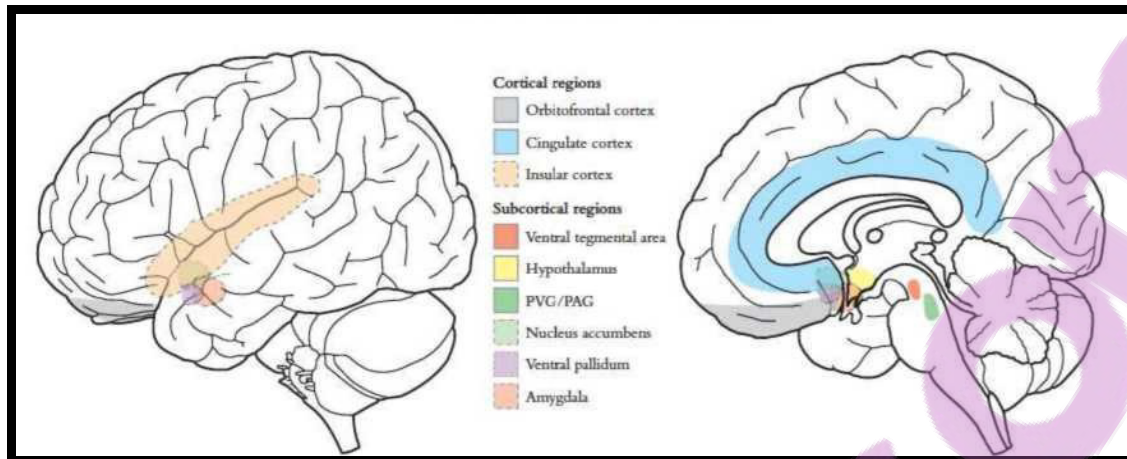 Cortical regions
Orbitofrontal cortex
Cingulate cortex
Insular cortex
Subcortical regions
Ventral tegmental area
Hypothalamus
PVG/PAG
Nucleus accumbens
Ventral pallidum
Amygdala